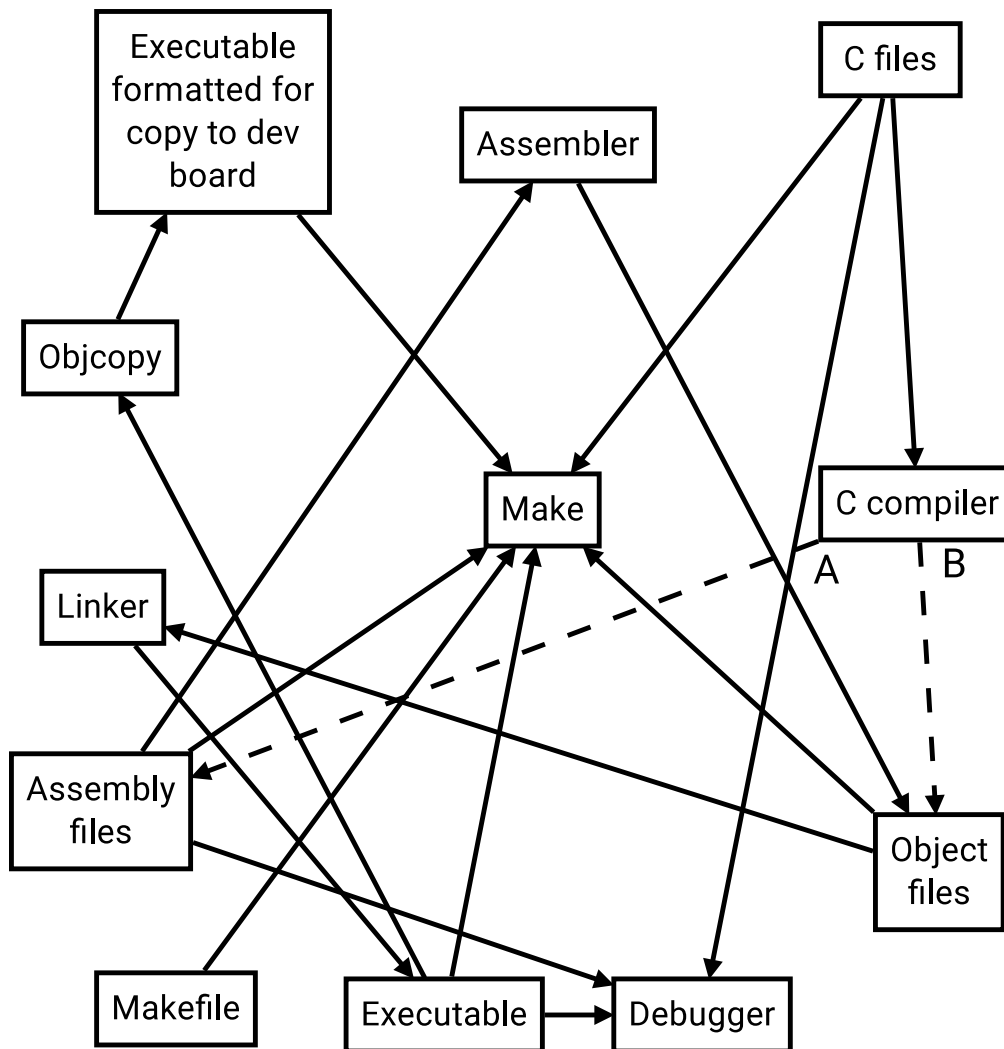 Executable
formatted for
copy to dev
board
C files
Assembler
Objcopy
Make
C compiler
A
B
Linker
Assembly
files
Object
files
Makefile
Executable
Debugger